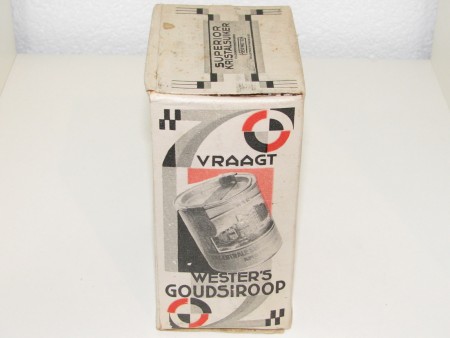 SUPERIOR
KRISTALSUIKER
VRAAGT
WESTER'S
GOUDSIROOP